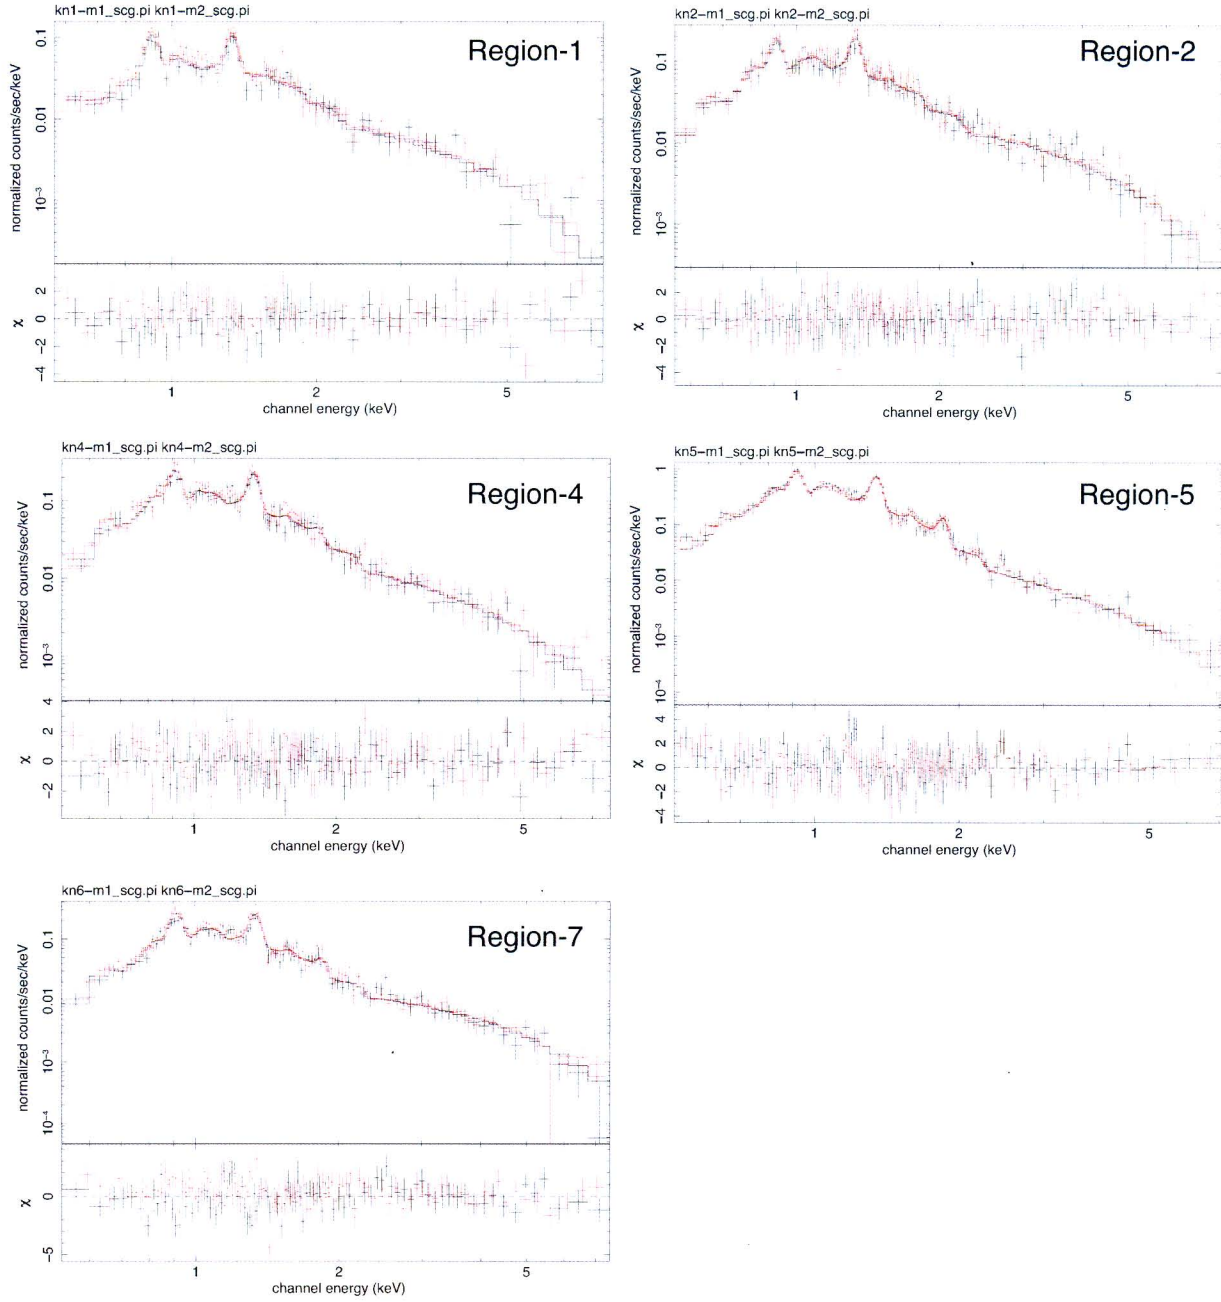 kn1−m1_scg.pi kn1−m2_scg.pi
Region-1
normalized counts/sec/keV
0.1
0.01
10−3
χ
2
0
−2
−4
1
2
5
channel energy (keV)
kn2−m1_scg.pi kn2−m2_scg.pi
Region-2
normalized counts/sec/keV
0.1
0.01
10−3
χ
2
0
−2
−4
1
2
5
channel energy (keV)
kn4−m1_scg.pi kn4−m2_scg.pi
Region-4
normalized counts/sec/keV
0.1
0.01
10−3
χ
4
2
0
−2
1
2
5
channel energy (keV)
kn5−m1_scg.pi kn5−m2_scg.pi
Region-5
normalized counts/sec/keV
1
0.1
0.01
10−3
10−4
χ
4
2
0
−2
−4
1
2
5
channel energy (keV)
kn6−m1_scg.pi kn6−m2_scg.pi
Region-7
normalized counts/sec/keV
0.1
0.01
10−3
10−4
χ
0
−5
1
2
5
channel energy (keV)